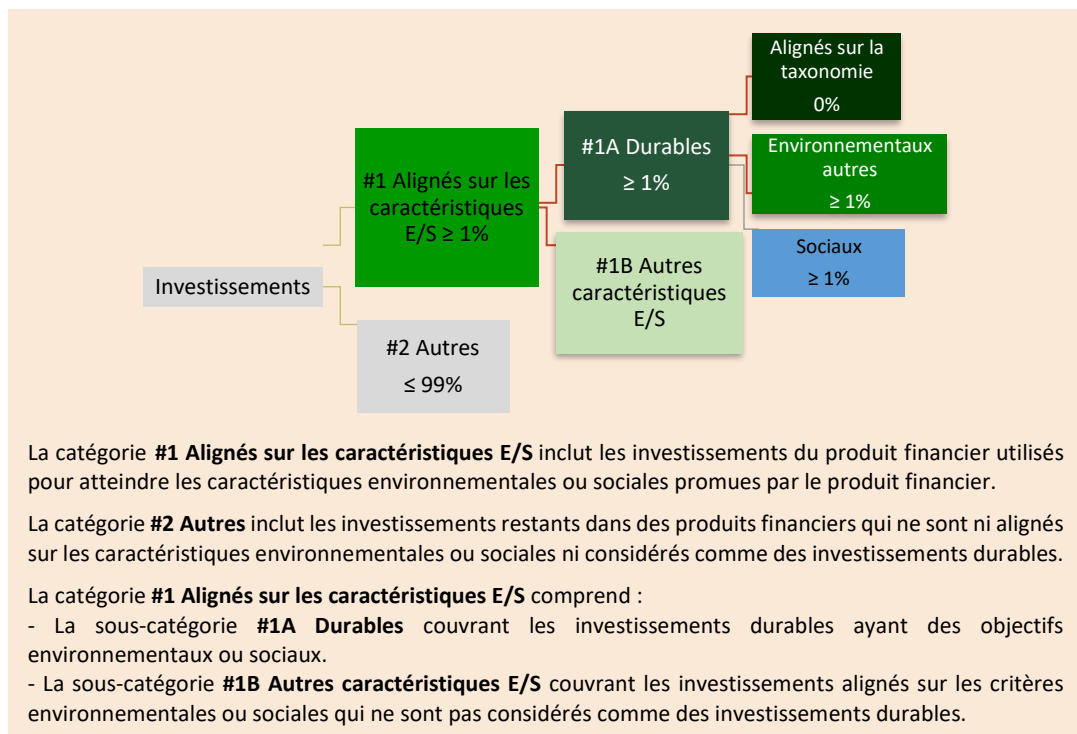 Alignés sur la
taxonomie
0%
#1A Durables
≥ 1%
Environnementaux
autres
≥ 1%
#1 Alignés sur les
caractéristiques
E/S ≥ 1%
Sociaux
≥ 1%
#1B Autres
caractéristiques
E/S
Investissements
#2 Autres
≤ 99%
La catégorie #1 Alignés sur les caractéristiques E/S inclut les investissements du produit financier utilisés
pour atteindre les caractéristiques environnementales ou sociales promues par le produit financier.
La catégorie #2 Autres inclut les investissements restants dans des produits financiers qui ne sont ni alignés
sur les caractéristiques environnementales ou sociales ni considérés comme des investissements durables.
La catégorie #1 Alignés sur les caractéristiques E/S comprend :
- La sous-catégorie #1A Durables couvrant les investissements durables ayant des objectifs
environnementaux ou sociaux.
- La sous-catégorie #1B Autres caractéristiques E/S couvrant les investissements alignés sur les critères
environnementales ou sociales qui ne sont pas considérés comme des investissements durables.